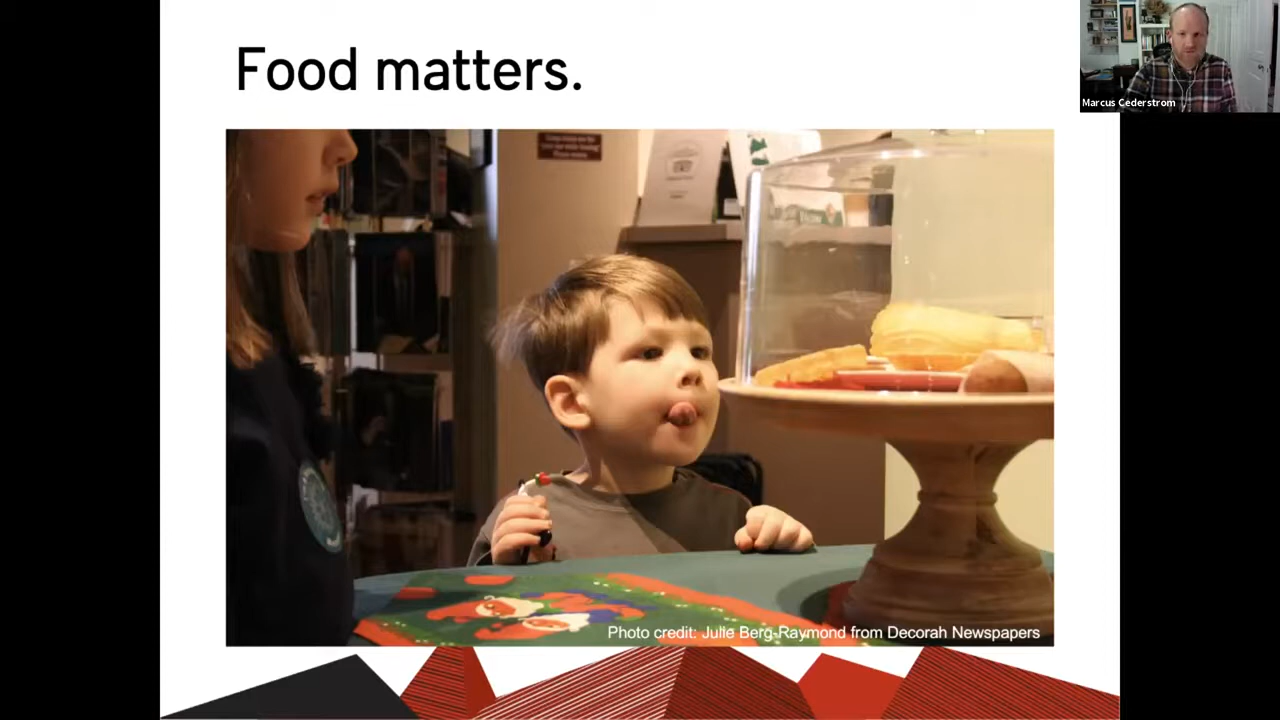 Food matters.
Marcus Cederstrom
Photo credit: Julie Berg-Raymond from Decorah Newspapers